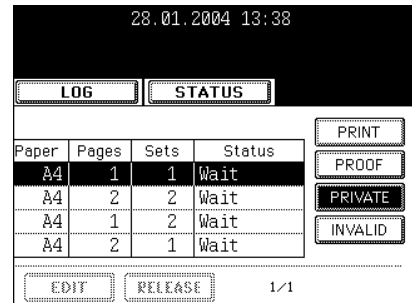 28.01.2004 13:38
LOG STATUS
PRINT
Paper Pages Sets Status
PROOF
A4 1 1 Wait
A4 2 2 Wait
PRIVATE
A4 1 2 Wait
INVALID
A4 2 1 Wait
EDIT RELEASE 1/1